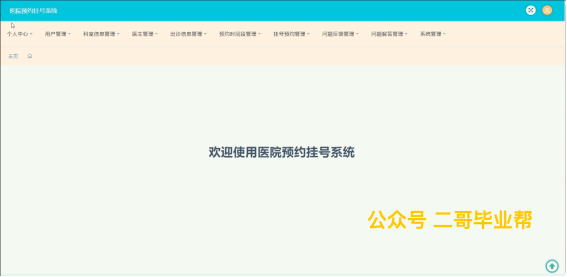 医院预约挂号系统
个人中心 用户管理 科室信息管理 医生管理 出诊信息管理 预约时间段管理 挂号预约管理 问题反馈管理 问题解答管理 系统管理
主页
欢迎使用医院预约挂号系统
公众号 二哥毕业帮